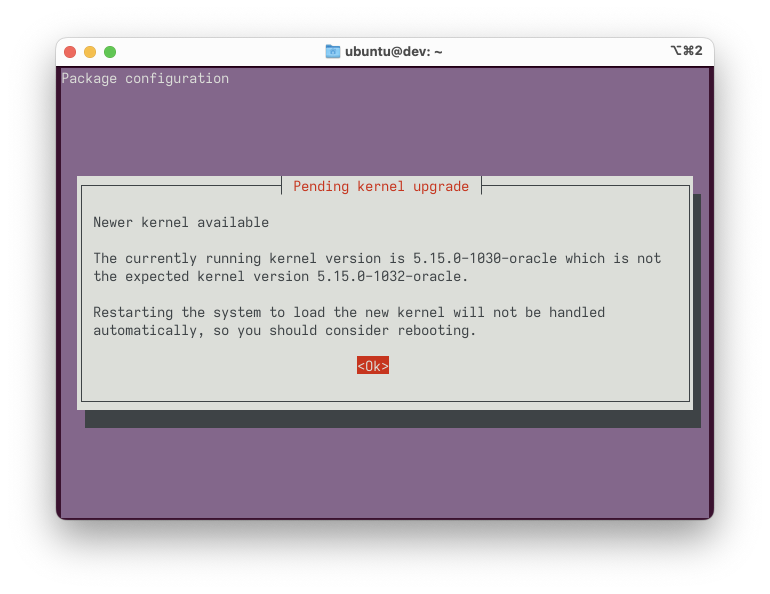 ubuntu@dev: ~
⌥⌘2
Package configuration
Pending kernel upgrade
Newer kernel available
The currently running kernel version is 5.15.0-1030-oracle which is not
the expected kernel version 5.15.0-1032-oracle.
Restarting the system to load the new kernel will not be handled
automatically, so you should consider rebooting.
<Ok>